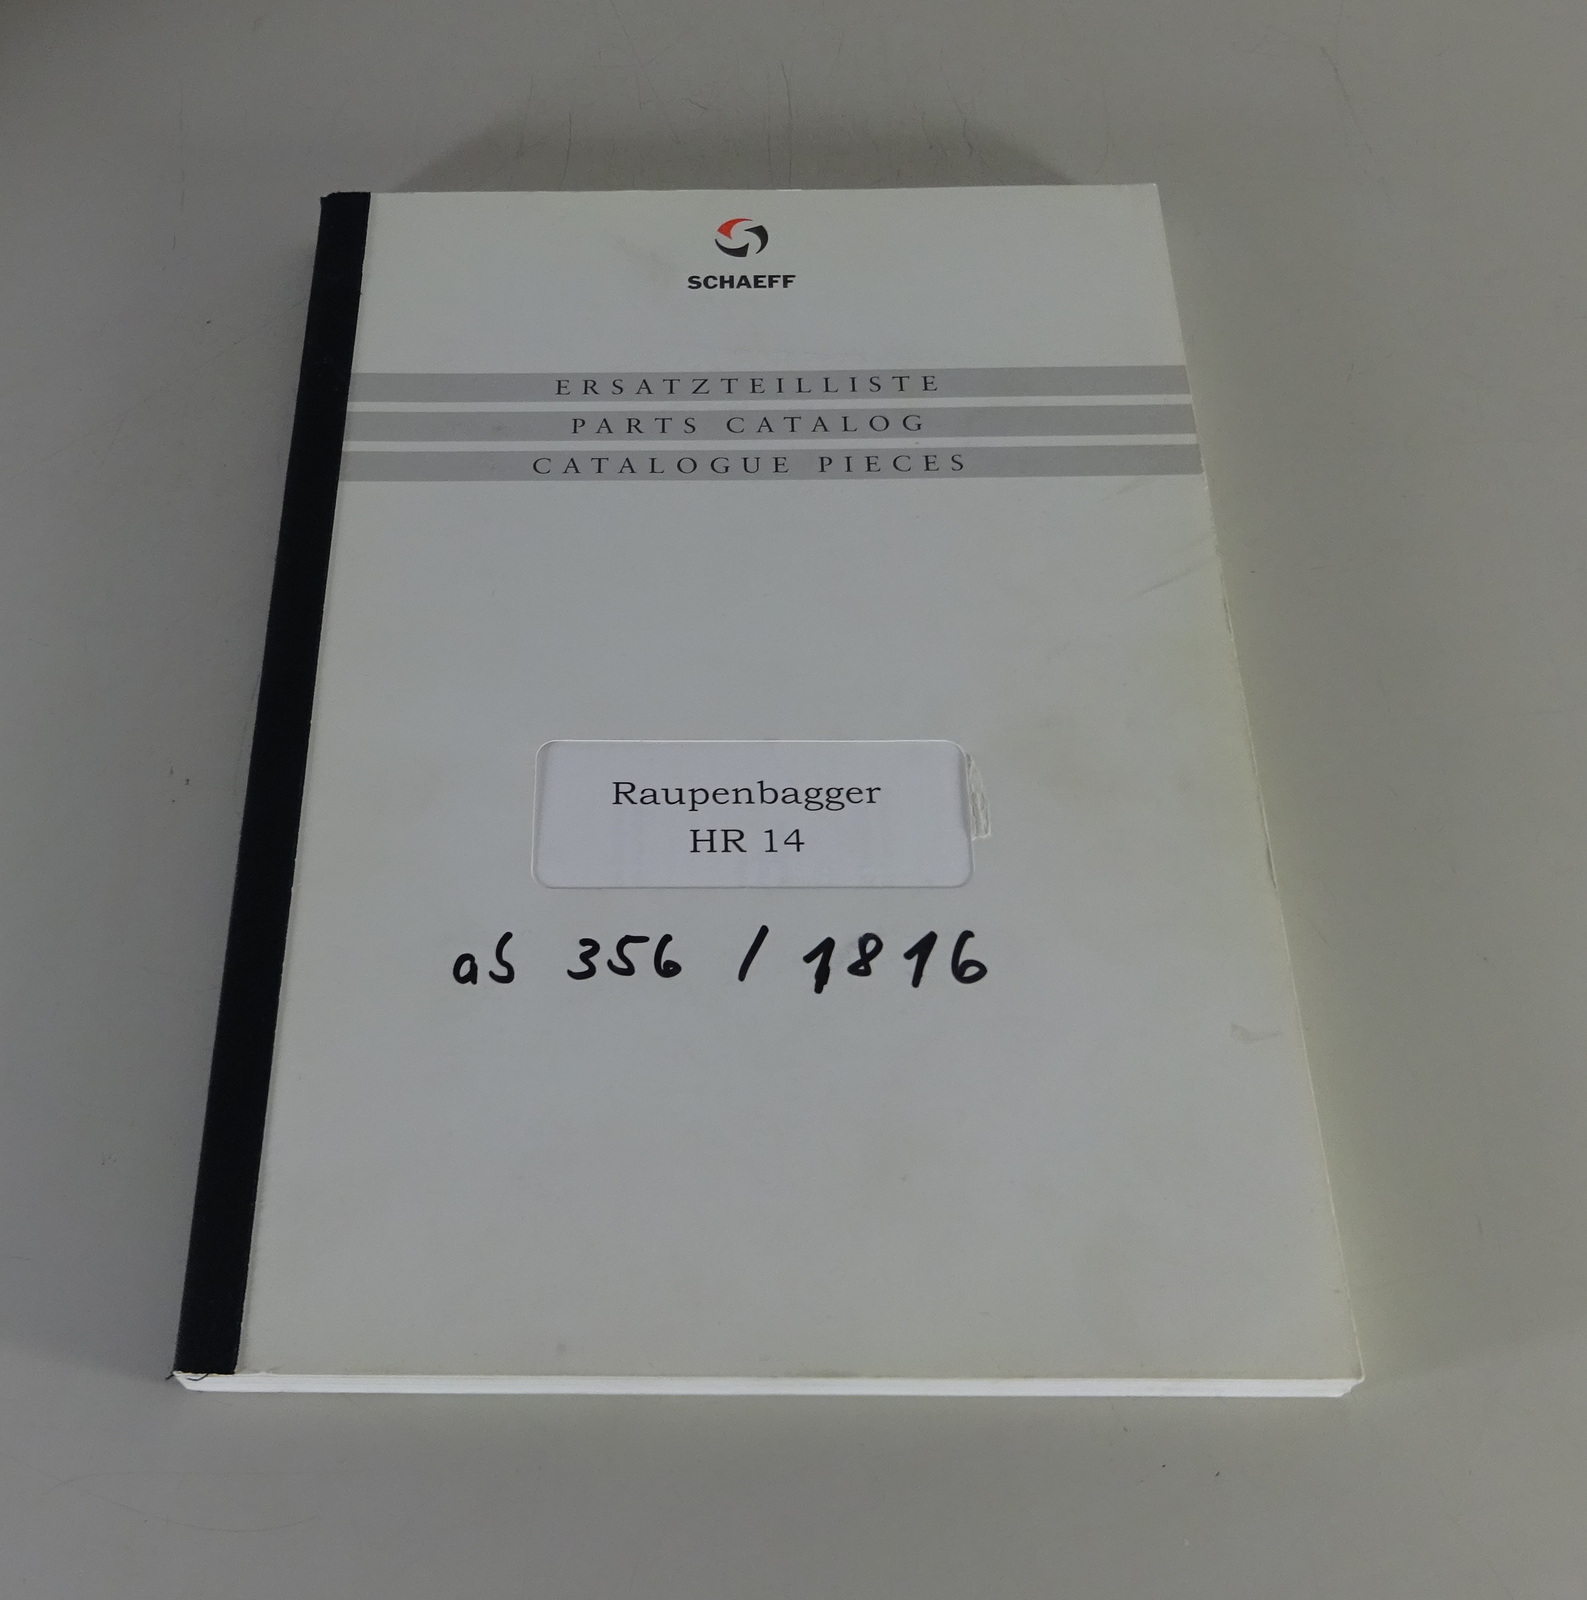 SCHAEFF
ERSATZTEILLISTE
PARTS CATALOG
CATALOGUE PIECES
Raupenbagger
HR 14
aS 356 / 1816